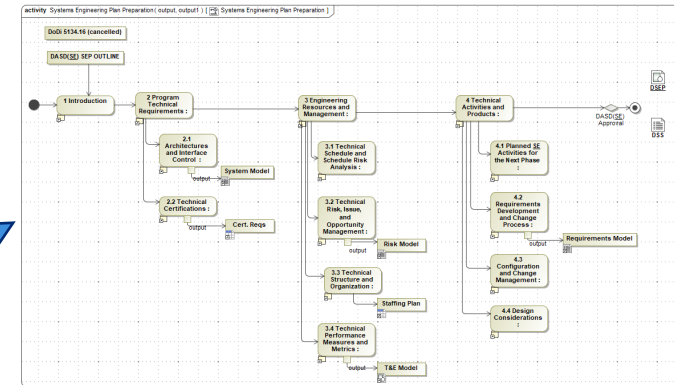 activity Systems Engineering Plan Preparation( output, output1 ) [ Systems Engineering Plan Preparation ]
DoDi 5134.16 (cancelled)
DASD(SE) SEP OUTLINE
1 Introduction
2 Program
Technical
Requirements :
2.1
Architectures
and Interface
Control :
output
System Model
2.2 Technical
Certifications :
output
Cert. Reqs
3 Engineering
Resources and
Management :
3.1 Technical
Schedule and
Schedule Risk
Analysis :
3.2 Technical
Risk, Issue,
and
Opportunity
Management :
output
Risk Model
3.3 Technical
Structure and
Organization :
Staffing Plan
3.4 Technical
Performance
Measures and
Metrics :
output
T&E Model
4 Technical
Activities and
Products :
4.1 Planned SE
Activities for
the Next Phase
:
4.2
Requirements
Development
and Change
Process :
output
Requirements Model
4.3
Configuration
and Change
Management :
4.4 Design
Considerations
:
DASD(SE)
Approval
DSEP
DSS